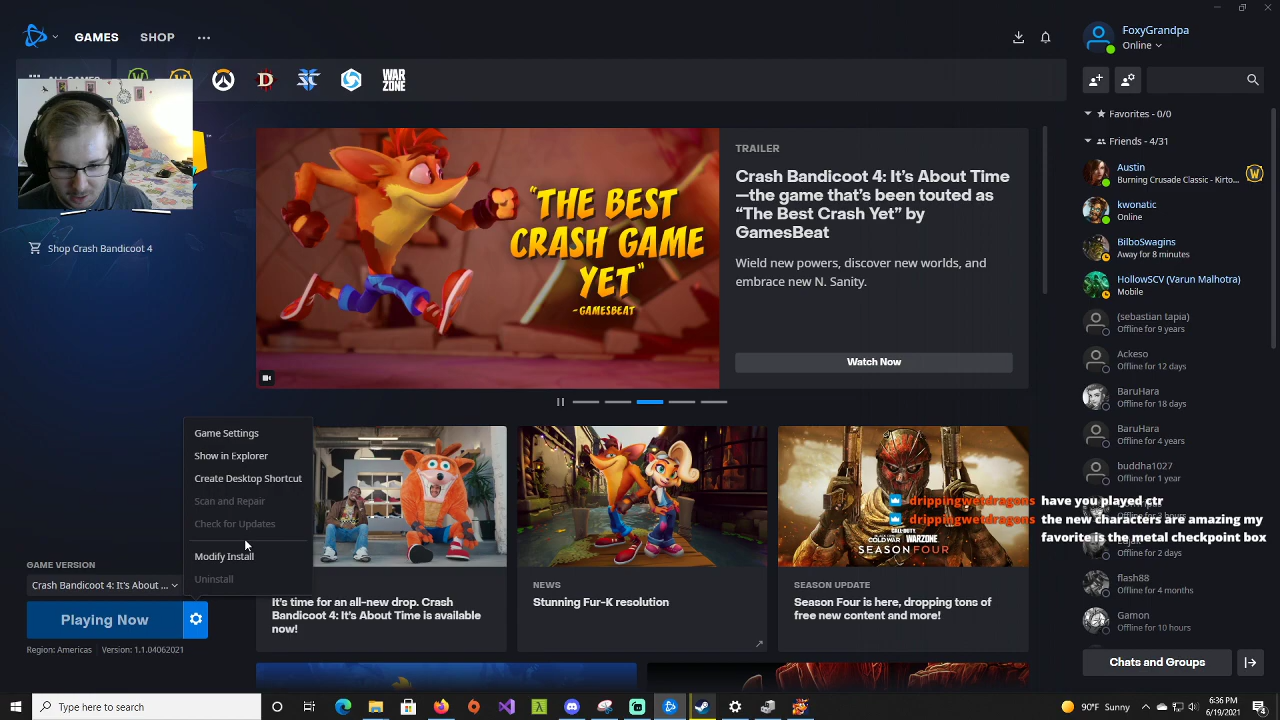 GAMES
SHOP
FoxyGrandpa
Online
WAR
ZONE
Favorites - 0/0
Friends - 4/31
Austin
Burning Crusade Classic - Kirto...
kwonatic
Online
BilboSwagins
Away for 8 minutes
HollowSCV (Varun Malhotra)
Mobile
(sebastian tapia)
Offline for 9 years
Ackeso
Offline for 12 days
BaruHara
Offline for 18 days
BaruHara
Offline for 4 years
buddha1027
Offline for 1 year
flash88
Offline for 4 months
Gamon
Offline for 10 hours
Chats and Groups
Shop Crash Bandicoot 4
"THE BEST
CRASH GAME
YET"
-GAMESBEAT
TRAILER
Crash Bandicoot 4: It's About Time
—the game that's been touted as
"The Best Crash Yet" by
GamesBeat
Wield new powers, discover new worlds, and
embrace new N. Sanity.
Watch Now
Game Settings
Show in Explorer
Create Desktop Shortcut
Scan and Repair
Check for Updates
Modify Install
Uninstall
GAME VERSION
Crash Bandicoot 4: It's About ...
Playing Now
Region: Americas
Version: 1.1.04062021
It's time for an all-new drop. Crash
Bandicoot 4: It's About Time is available
now!
NEWS
Stunning Fur-K resolution
COLD WAR WARZONE
SEASON FOUR
SEASON UPDATE
Season Four is here, dropping tons of
free new content and more!
drippingwetdragons have you played ctr
drippingwetdragons the new characters are amazing my
favorite is the metal checkpoint box
Type here to search
90°F Sunny
6:36 PM
6/19/2021